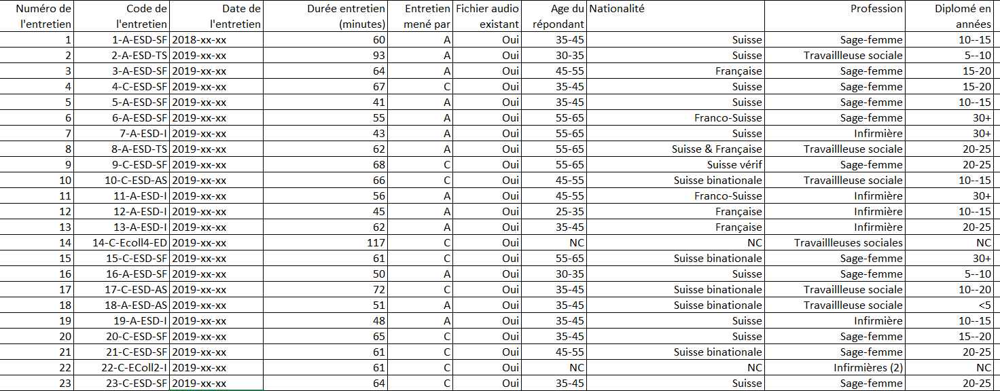 Numéro de l'entretien Code de l'entretien Date de l'entretien Durée entretien (minutes) Entretien mené par Fichier audio existant Age du répondant Nationalité Profession Diplomé en années
1 1-A-ESD-SF 2018-xx-xx 60 A Oui 35-45 Suisse Sage-femme 10--15
2 2-A-ESD-TS 2019-xx-xx 93 A Oui 30-35 Suisse Travaillleuse sociale 5--10
3 3-A-ESD-SF 2019-xx-xx 64 A Oui 45-55 Française Sage-femme 15-20
4 4-C-ESD-SF 2019-xx-xx 67 C Oui 35-45 Suisse Sage-femme 15-20
5 5-A-ESD-SF 2019-xx-xx 41 A Oui 35-45 Suisse Sage-femme 10--15
6 6-A-ESD-SF 2019-xx-xx 55 A Oui 55-65 Franco-Suisse Sage-femme 30+
7 7-A-ESD-I 2019-xx-xx 43 A Oui 55-65 Suisse Infirmière 30+
8 8-A-ESD-TS 2019-xx-xx 62 A Oui 55-65 Suisse & Française Travaillleuse sociale 20-25
9 9-C-ESD-SF 2019-xx-xx 68 C Oui 55-65 Suisse vérif Sage-femme 20-25
10 10-C-ESD-AS 2019-xx-xx 66 C Oui 45-55 Suisse binationale Travaillleuse sociale 10--15
11 11-A-ESD-I 2019-xx-xx 56 A Oui 45-55 Franco-Suisse Infirmière 30+
12 12-A-ESD-I 2019-xx-xx 45 A Oui 25-35 Française Infirmière 10--15
13 13-A-ESD-I 2019-xx-xx 62 A Oui 35-45 Française Infirmière 20-25
14 14-C-Ecoll4-ED 2019-xx-xx 117 C Oui NC NC Travaillleuses sociales NC
15 15-C-ESD-SF 2019-xx-xx 61 C Oui 55-65 Suisse binationale Sage-femme 30+
16 16-A-ESD-SF 2019-xx-xx 50 A Oui 30-35 Suisse Sage-femme 5--10
17 17-C-ESD-AS 2019-xx-xx 72 C Oui 35-45 Suisse binationale Travaillleuse sociale 10--20
18 18-A-ESD-AS 2019-xx-xx 51 A Oui 35-45 Suisse binationale Travaillleuse sociale <5
19 19-A-ESD-I 2019-xx-xx 48 A Oui 35-45 Suisse Infirmière 10--15
20 20-C-ESD-SF 2019-xx-xx 65 C Oui 35-45 Suisse Sage-femme 15--20
21 21-C-ESD-SF 2019-xx-xx 61 C Oui 45-55 Suisse binationale Sage-femme 20-25
22 22-C-EColl2-I 2019-xx-xx 61 C Oui NC NC Infirmières (2) NC
23 23-C-ESD-SF 2019-xx-xx 64 C Oui 35-45 Suisse Sage-femme 20-25